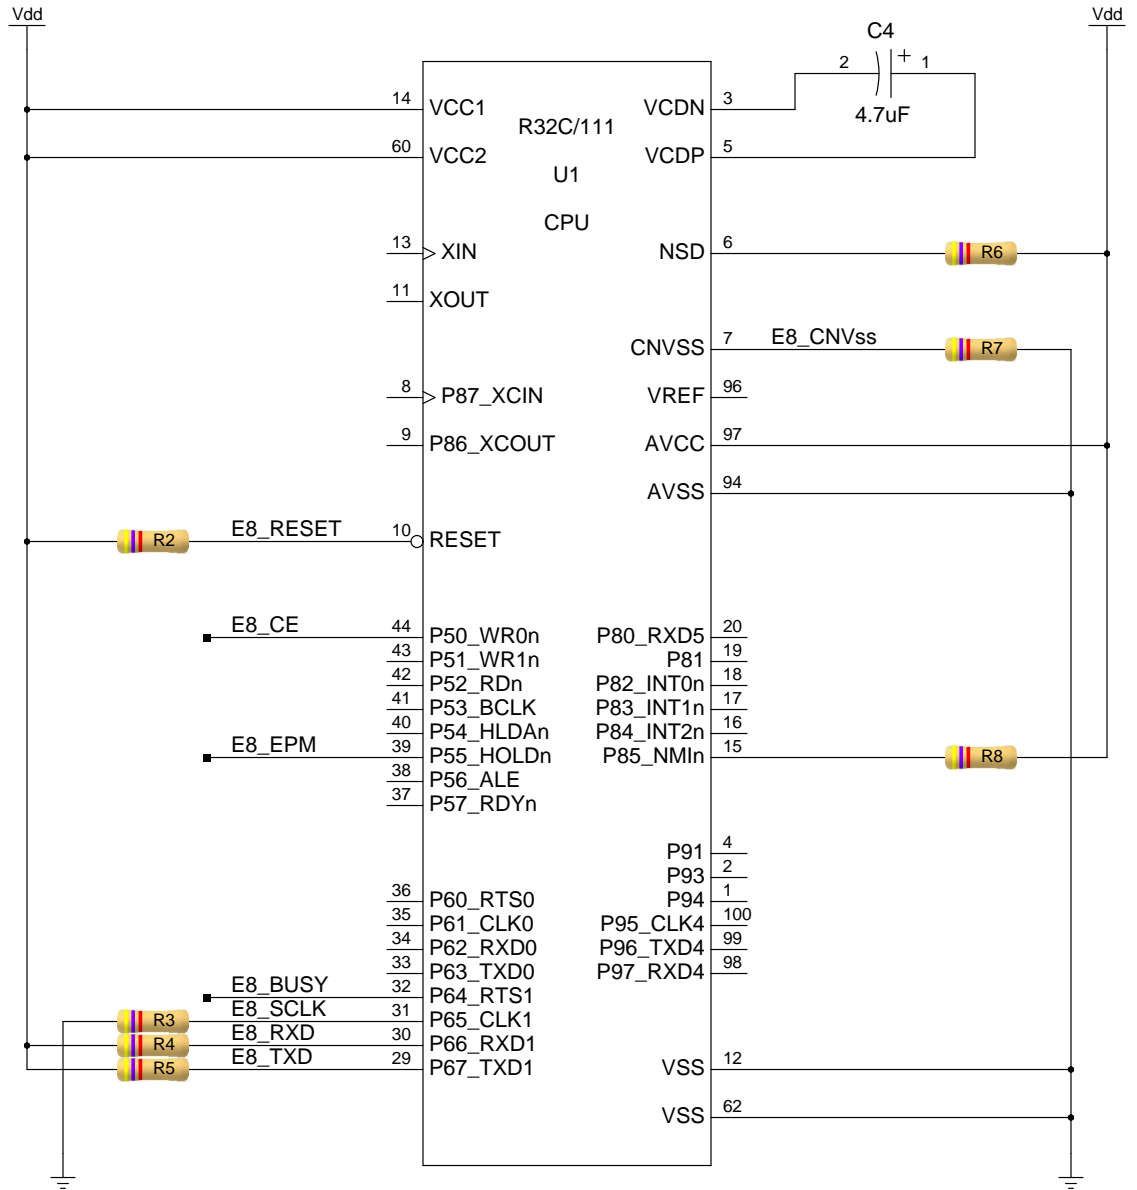 Vdd
Vdd
C4
2 + 1
4.7uF
14 VCC1
VCDN 3
R32C/111
60 VCC2
VCDP 5
U1
CPU
13 XIN
NSD 6
R6
11 XOUT
CNVSS 7 E8_CNVss
R7
8 P87_XCIN
VREF 96
9 P86_XCOUT
AVCC 97
AVSS 94
R2 E8_RESET 10 RESET
E8_CE 44 P50_WR0n
P80_RXD5 20
43 P51_WR1n
P81 19
42 P52_RDn
P82_INT0n 18
41 P53_BCLK
P83_INT1n 17
40 P54_HLDAn
P84_INT2n 16
E8_EPM 39 P55_HOLDn
P85_NMIn 15
R8
38 P56_ALE
37 P57_RDYn
P91 4
P93 2
36 P60_RTS0
P94 1
35 P61_CLK0
P95_CLK4 100
34 P62_RXD0
P96_TXD4 99
33 P63_TXD0
P97_RXD4 98
E8_BUSY 32 P64_RTS1
R3 E8_SCLK 31 P65_CLK1
R4 E8_RXD 30 P66_RXD1
R5 E8_TXD 29 P67_TXD1
VSS 12
VSS 62